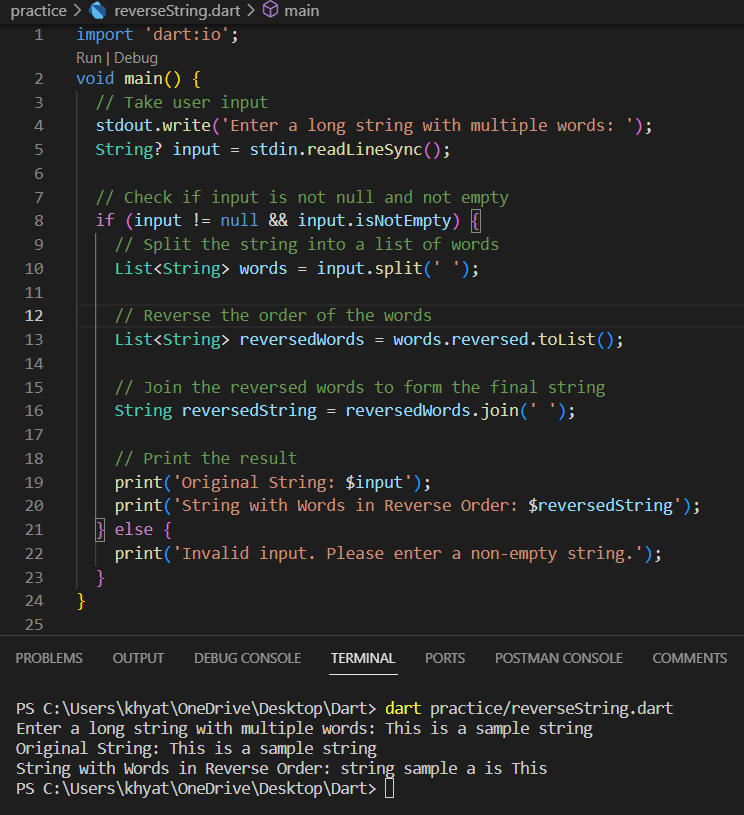 practice > reverseString.dart > main
1 import 'dart:io';
Run | Debug
2 void main() {
3 // Take user input
4 stdout.write('Enter a long string with multiple words: ');
5 String? input = stdin.readLineSync();
6
7 // Check if input is not null and not empty
8 if (input != null && input.isNotEmpty) {
9 // Split the string into a list of words
10 List<String> words = input.split(' ');
11
12 // Reverse the order of the words
13 List<String> reversedWords = words.reversed.toList();
14
15 // Join the reversed words to form the final string
16 String reversedString = reversedWords.join(' ');
17
18 // Print the result
19 print('Original String: $input');
20 print('String with Words in Reverse Order: $reversedString');
21 } else {
22 print('Invalid input. Please enter a non-empty string.');
23 }
24 }
25
PROBLEMS OUTPUT DEBUG CONSOLE TERMINAL PORTS POSTMAN CONSOLE COMMENTS
PS C:\Users\khyat\OneDrive\Desktop\Dart> dart practice/reverseString.dart
Enter a long string with multiple words: This is a sample string
Original String: This is a sample string
String with Words in Reverse Order: string sample a is This
PS C:\Users\khyat\OneDrive\Desktop\Dart>